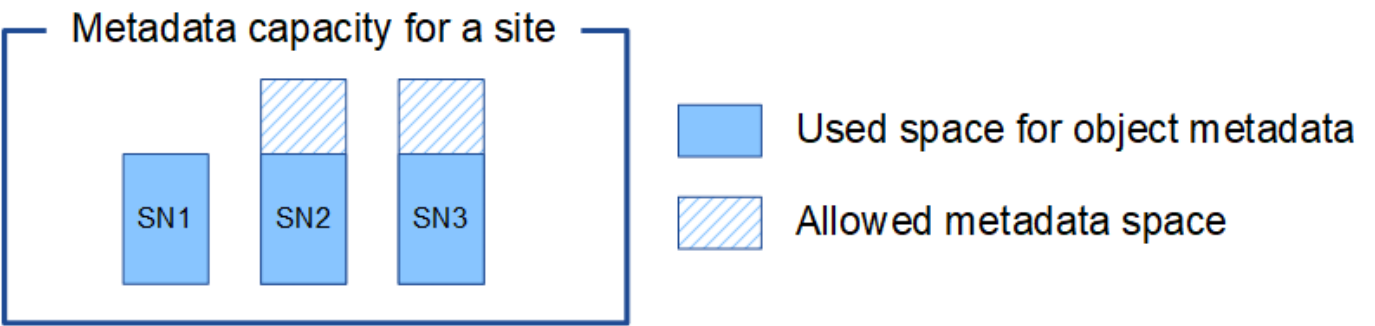 Metadata capacity for a site
SN1 SN2 SN3
Used space for object metadata
Allowed metadata space